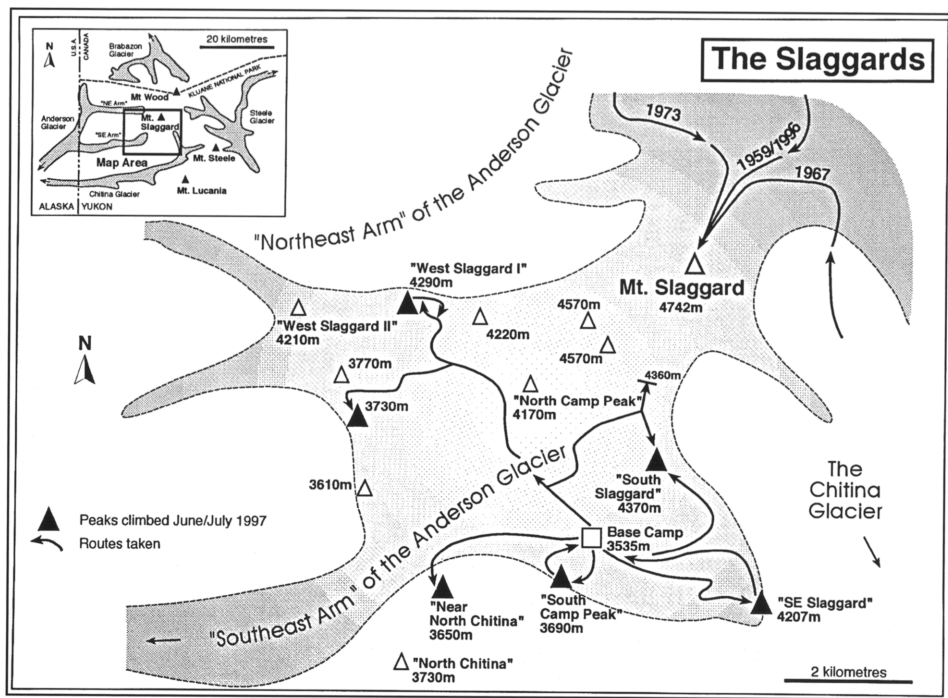 The Slaggards
N
U.S.A.
CANADA
20 kilometres
Brabazon
Glacier
KLUANE NATIONAL PARK
Mt Wood
"NE Arm"
Mt.
Slaggard
Anderson
Glacier
"SE Arm"
Steele
Glacier
Map Area
Mt. Steele
Mt. Lucania
Chitina Glacier
ALASKA
YUKON
1973
1959/1996
1967
"Northeast Arm" of the Anderson Glacier
Mt. Slaggard
4742m
"West Slaggard I"
4290m
"West Slaggard II"
4210m
4220m
4570m
4570m
N
3770m
3730m
"North Camp Peak"
4170m
4360m
3610m
"South
Slaggard"
4370m
The
Chitina
Glacier
Peaks climbed June/July 1997
Routes taken
Base Camp
3535m
"Southeast Arm" of the Anderson Glacier
"Near
North Chitina"
3650m
"South
Camp Peak"
3690m
"SE Slaggard"
4207m
"North Chitina"
3730m
2 kilometres